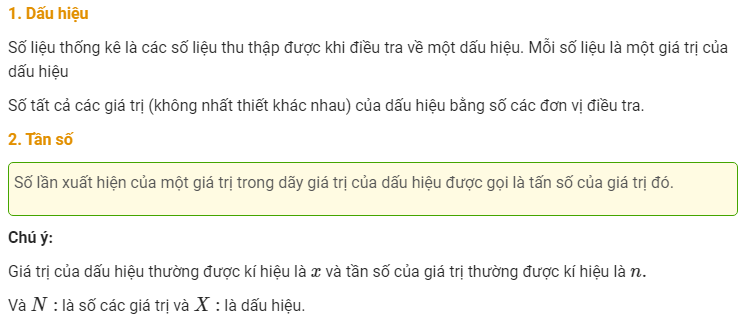 1. Dấu hiệu
Số liệu thống kê là các số liệu thu thập được khi điều tra về một dấu hiệu. Mỗi số liệu là một giá trị của
dấu hiệu
Số tất cả các giá trị (không nhất thiết khác nhau) của dấu hiệu bằng số các đơn vị điều tra.
2. Tần số
Số lần xuất hiện của một giá trị trong dãy giá trị của dấu hiệu được gọi là tấn số của giá trị đó.
Chú ý:
Giá trị của dấu hiệu thường được kí hiệu là x và tần số của giá trị thường được kí hiệu là n.
Và N : là số các giá trị và X : là dấu hiệu.